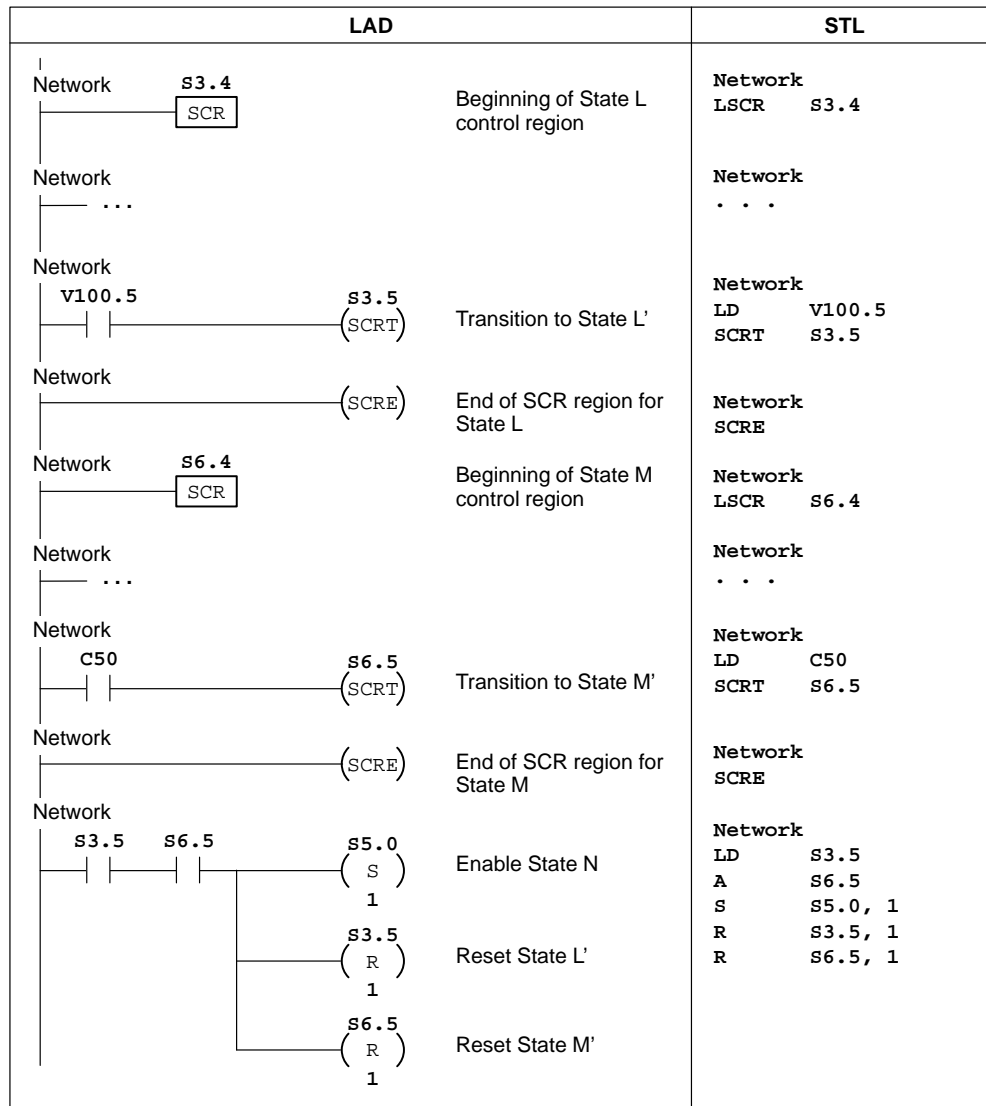 LAD
STL
Network
S3.4
SCR
Beginning of State L
control region
Network
LSCR S3.4
Network
...
Network
. . .
Network
V100.5
S3.5
(SCRT)
Transition to State L’
Network
LD V100.5
SCRT S3.5
Network
(SCRE)
End of SCR region for
State L
Network
SCRE
Network
S6.4
SCR
Beginning of State M
control region
Network
LSCR S6.4
Network
...
Network
. . .
Network
C50
S6.5
(SCRT)
Transition to State M’
Network
LD C50
SCRT S6.5
Network
(SCRE)
End of SCR region for
State M
Network
SCRE
Network
S3.5 S6.5
S5.0
( S )
1
Enable State N
S3.5
( R )
1
Reset State L’
S6.5
( R )
1
Reset State M’
Network
LD S3.5
A S6.5
S S5.0, 1
R S3.5, 1
R S6.5, 1